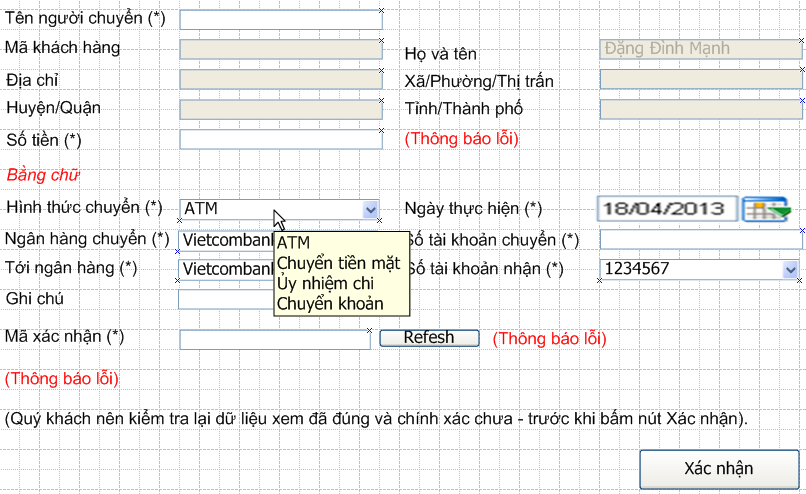 Tên người chuyển (*)
Mã khách hàng
Họ và tên Đặng Đình Mạnh
Địa chỉ Xã/Phường/Thị trấn
Huyện/Quận Tỉnh/Thành phố
Số tiền (*) (Thông báo lỗi)
Bằng chữ
Hình thức chuyển (*) ATM Ngày thực hiện (*) 18/04/2013
Ngân hàng chuyển (*) Vietcombank Số tài khoản chuyển (*)
Tới ngân hàng (*) Vietcombank Số tài khoản nhận (*) 1234567
ATM
Chuyển tiền mặt
Ủy nhiệm chi
Chuyển khoản
Ghi chú
Mã xác nhận (*) Refesh (Thông báo lỗi)
(Thông báo lỗi)
(Quý khách nên kiểm tra lại dữ liệu xem đã đúng và chính xác chưa - trước khi bấm nút Xác nhận).
Xác nhận